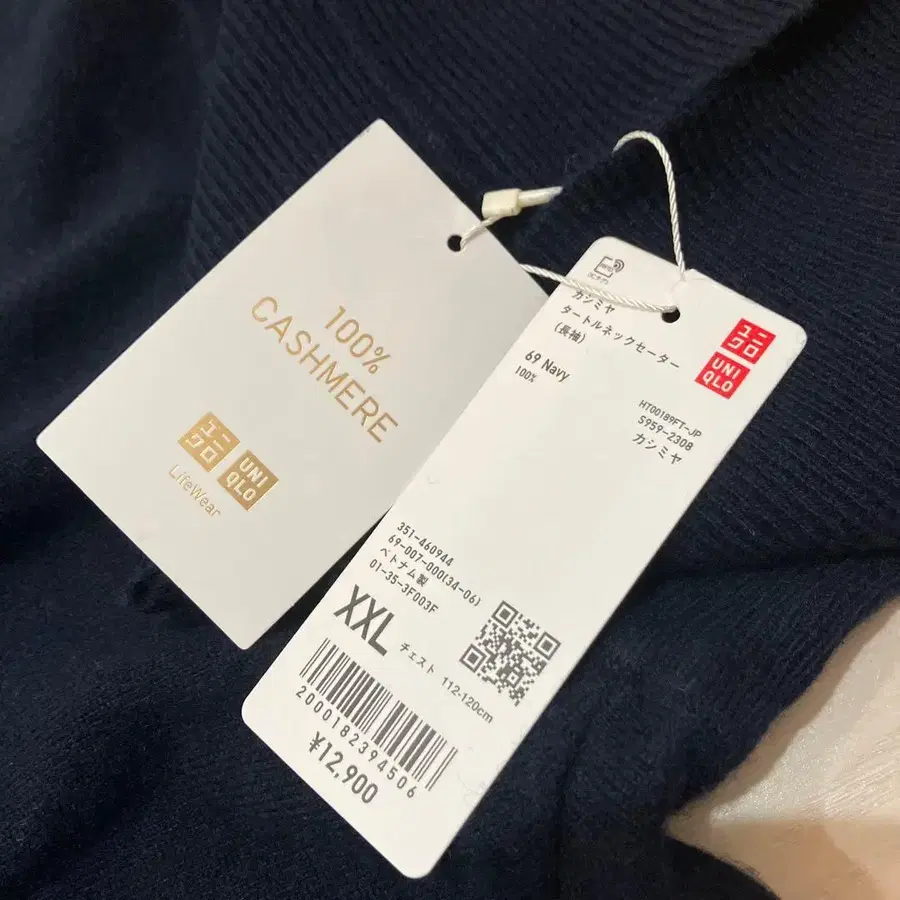 100%
CASHMERE
ユニ
クロ
UNI
QLO
LifeWear
カシミヤ
タートルネックセーター
(長袖)
69 Navy
100%
ユニ
クロ
UNI
QLO
HT00189FT-JP
S959-2308
カシミヤ
351-460944
69-007-000(34-06)
ベトナム製
01-35-3F003F
XXL
チェスト 112-120cm
2000182394506
¥12,900